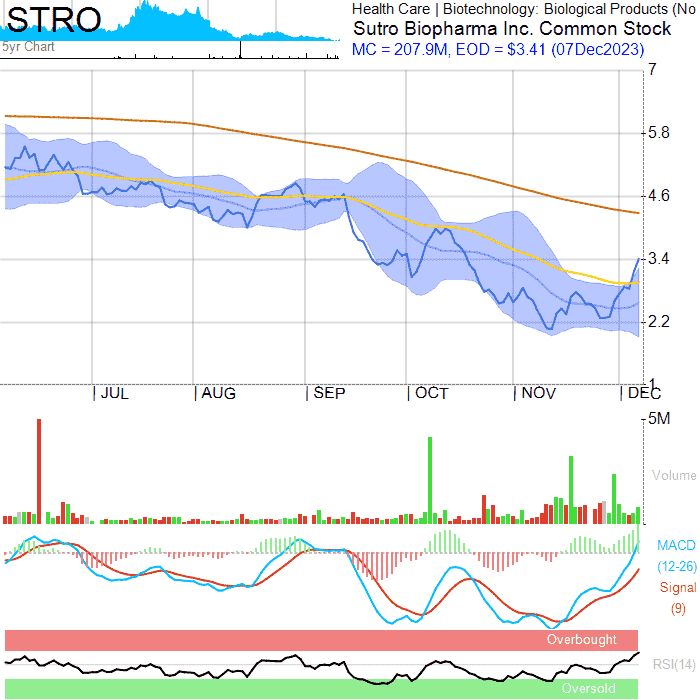 STRO
Health Care | Biotechnology: Biological Products (No
Sutro Biopharma Inc. Common Stock
5yr Chart
MC = 207.9M, EOD = $3.41 (07Dec2023)
7
5.8
4.6
3.4
2.2
1
JUL AUG SEP OCT NOV DEC
5M
Volume
MACD
(12-26)
Signal
(9)
Overbought
RSI(14)
Oversold